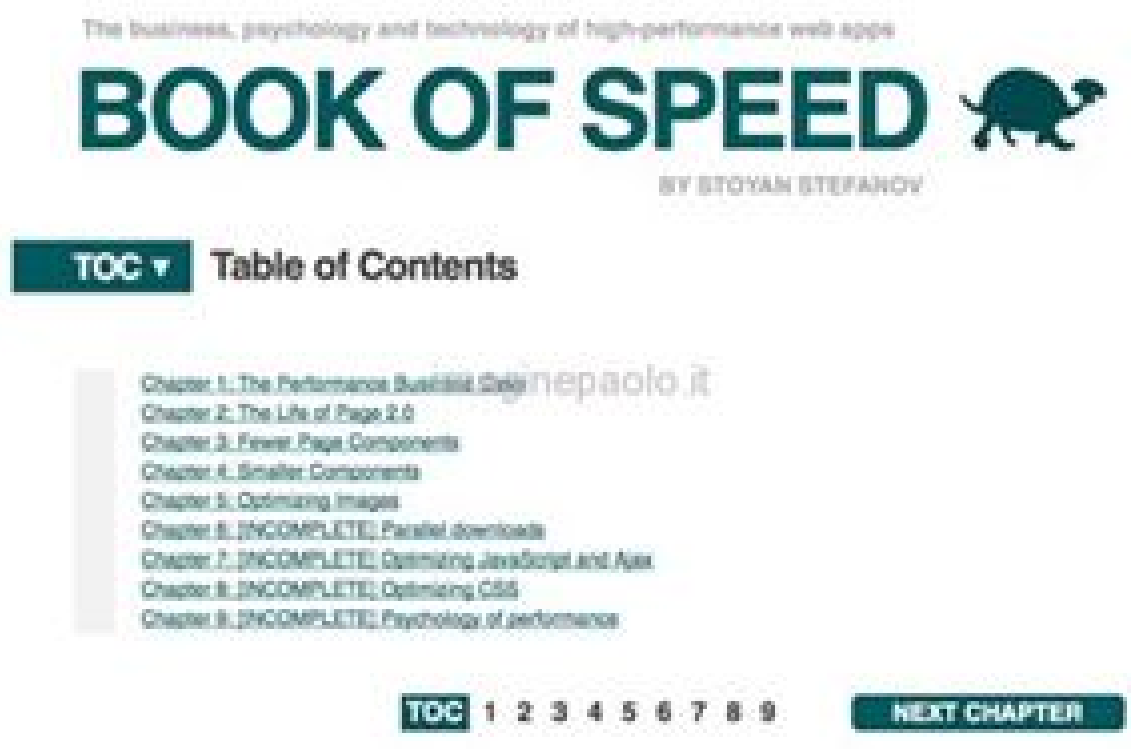 The business, psychology and technology of high-performance web apps
BOOK OF SPEED
BY STOYAN STEFANOV
TOC ▼ Table of Contents
Chapter 1: The Performance Business
nepaolo.it
Chapter 2: The Life of Page 2.0
Chapter 3: Fewer Page Components
Chapter 4: Smaller Components
Chapter 5: Optimizing Images
Chapter 6: [INCOMPLETE] Parallel downloads
Chapter 7: [INCOMPLETE] Optimizing JavaScript and Ajax
Chapter 8: [INCOMPLETE] Optimizing CSS
Chapter 9: [INCOMPLETE] Psychology of performance
TOC 1 2 3 4 5 6 7 8 9 NEXT CHAPTER